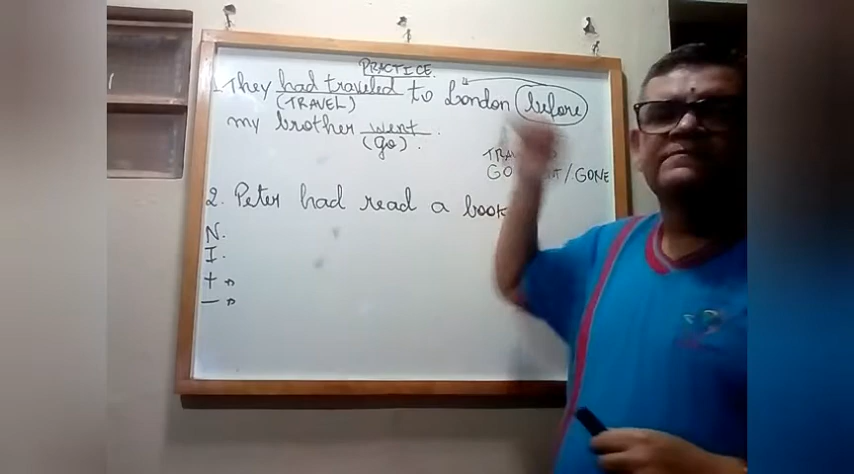 PRACTICE
1. They had traveled to London before
(TRAVEL)
my brother went.
(go).
GO / GONE
2. Peter had read a book
N.
I.
+
-